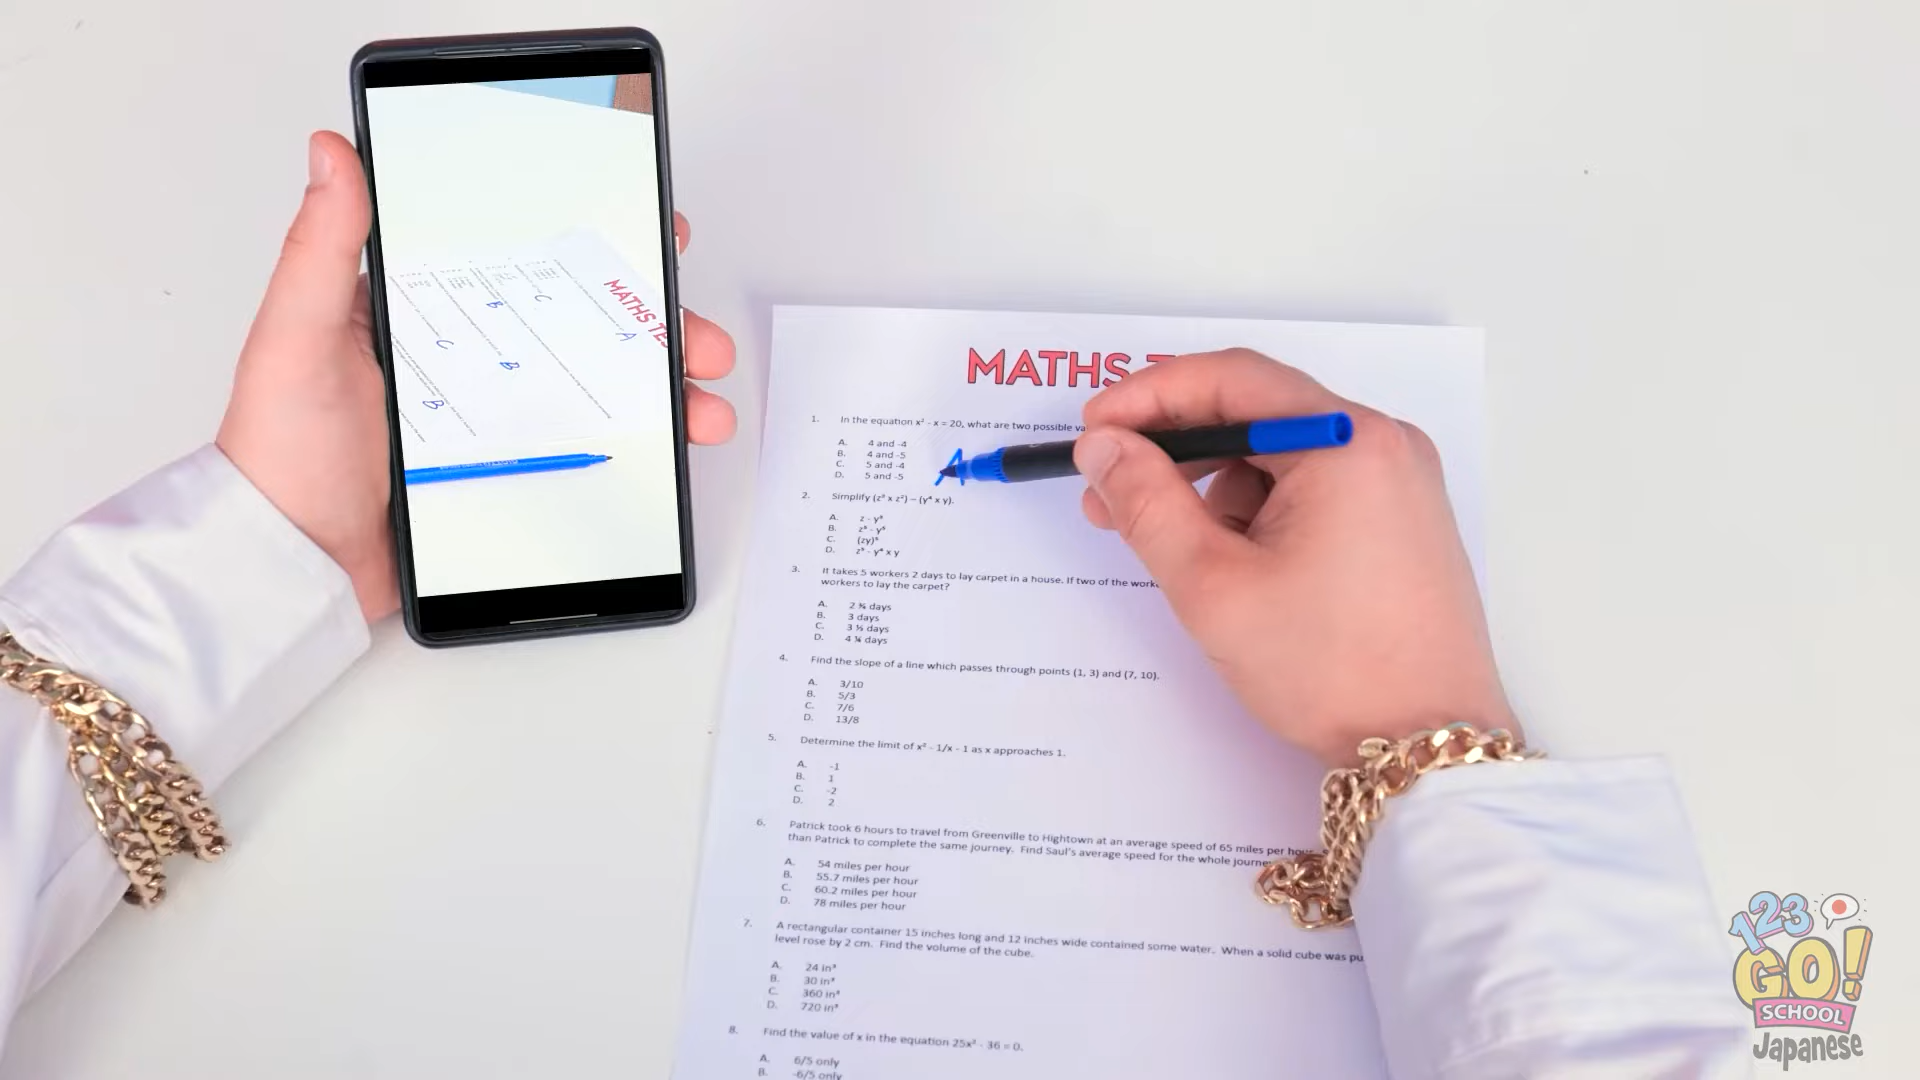 MATHS
1. In the equation x² - x = 20, what are two possible va
A. 4 and -4
B. 4 and -5
C. 5 and -4
D. 5 and -5
A
2. Simplify (z³ x z²) – (y⁴ x y).
A. z - y⁵
B. z⁵ - y⁵
C. (zy)⁵
D. z⁵ - y⁴ x y
3. It takes 5 workers 2 days to lay carpet in a house. If two of the work
workers to lay the carpet?
A. 2 ¾ days
B. 3 days
C. 3 ⅓ days
D. 4 ¼ days
4. Find the slope of a line which passes through points (1, 3) and (7, 10).
A. 3/10
B. 5/3
C. 7/6
D. 13/8
5. Determine the limit of x² - 1/x - 1 as x approaches 1.
A. -1
B. 1
C. -2
D. 2
6. Patrick took 6 hours to travel from Greenville to Hightown at an average speed of 65 miles per hour.
than Patrick to complete the same journey. Find Saul's average speed for the whole journe
A. 54 miles per hour
B. 55.7 miles per hour
C. 60.2 miles per hour
D. 78 miles per hour
7. A rectangular container 15 inches long and 12 inches wide contained some water. When a solid cube was pu
level rose by 2 cm. Find the volume of the cube.
A. 24 in³
B. 30 in³
C. 360 in³
D. 720 in³
8. Find the value of x in the equation 25x² - 36 = 0.
A. 6/5 only
B. -6/5 only
MATHS TES
A
C
B
B
C
B
123
GO!
SCHOOL
Japanese